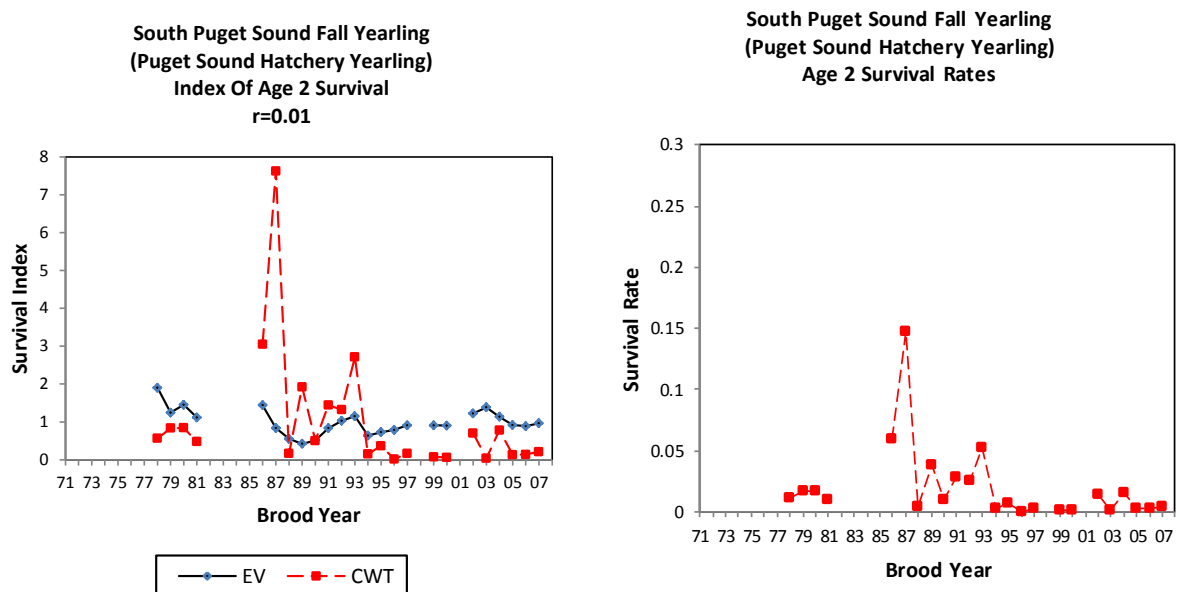 South Puget Sound Fall Yearling
(Puget Sound Hatchery Yearling)
Index Of Age 2 Survival
r=0.01
8
7
6
5
4
3
2
1
0
Survival Index
71 73 75 77 79 81 83 85 87 89 91 93 95 97 99 01 03 05 07
Brood Year
EV CWT
South Puget Sound Fall Yearling
(Puget Sound Hatchery Yearling)
Age 2 Survival Rates
0.3
0.25
0.2
0.15
0.1
0.05
0
Survival Rate
71 73 75 77 79 81 83 85 87 89 91 93 95 97 99 01 03 05 07
Brood Year